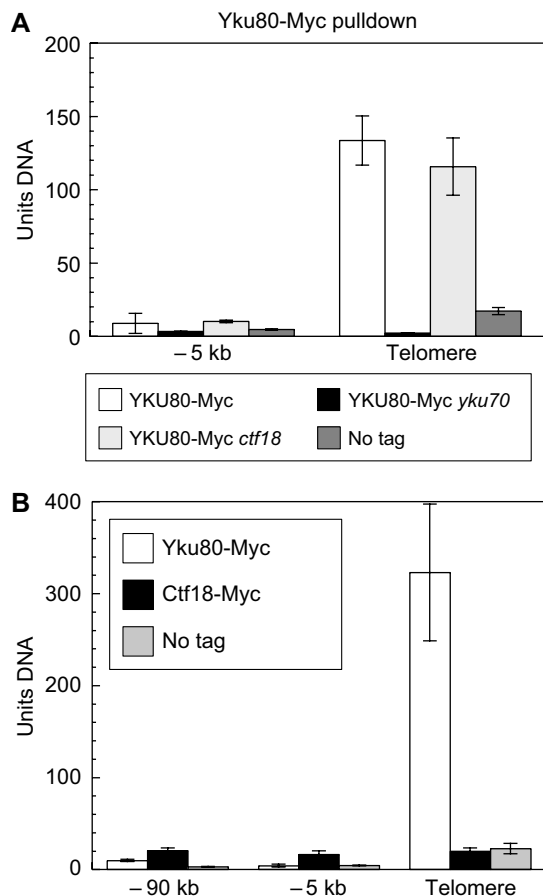 A
Yku80-Myc pulldown
200
150
100
50
0
Units DNA
– 5 kb
Telomere
YKU80-Myc
YKU80-Myc yku70
YKU80-Myc ctf18
No tag
B
400
300
200
100
0
Units DNA
Yku80-Myc
Ctf18-Myc
No tag
– 90 kb
– 5 kb
Telomere